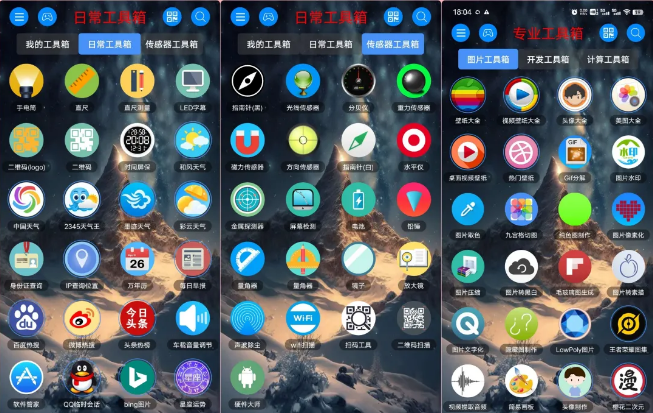 日常工具箱
我的工具箱 日常工具箱 传感器工具箱
手电筒 直尺 直尺测量 LED字幕
二维码(logo) 二维码 时间屏保 和风天气
20:50
08:08
12:31
中国天气 2345天气王 墨迹天气 彩云天气
身份证查询 IP查询位置 万年历 每日早报
26
百度热搜 微博热搜 头条热榜 车载音量调节
du
今日
头条
软件管家 QQ临时会话 bing图片 星座运势
星座
日常工具箱
我的工具箱 日常工具箱 传感器工具箱
指南针(黑) 光线传感器 分贝仪 重力传感器
磁力传感器 方向传感器 指南针(白) 水平仪
金属探测器 屏幕检测 电池 铅锤
量角器 量角器 镜子 放大镜
声波除尘 wifi扫描 扫码工具 二维码扫描
WiFi
硬件大师
18:04
专业工具箱
图片工具箱 开发工具箱 计算工具箱
壁纸大全 视频壁纸大全 头像大全 美图大全
桌面视频壁纸 热门壁纸 Gif分解 图片水印
GIF
水印
图片取色 九宫格切图 纯色图制作 图片像素化
图片压缩 图片转黑白 毛玻璃图生成 图片转素描
图片文字化 隐藏图制作 LowPoly图片 王者荣耀图集
视频提取音频 简易画板 头像制作 樱花二次元
漫